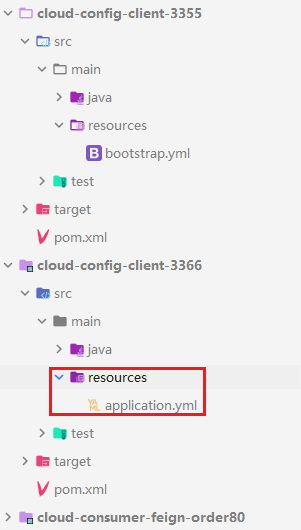 cloud-config-client-3355
src
main
java
resources
bootstrap.yml
test
target
pom.xml
cloud-config-client-3366
src
main
java
resources
application.yml
test
target
pom.xml
cloud-consumer-feign-order80